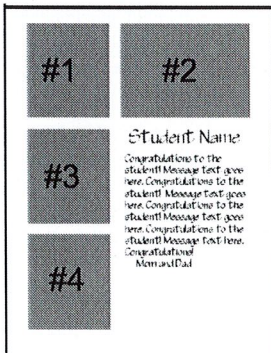 #1
#2
Student Name
Congratulations to the
student! Message text goes
here. Congratulations to the
student! Message text goes
here. Congratulations to the
student! Message text goes
here. Congratulations to the
student! Message text here.
Congratulations!
Mom and Dad
#3
#4